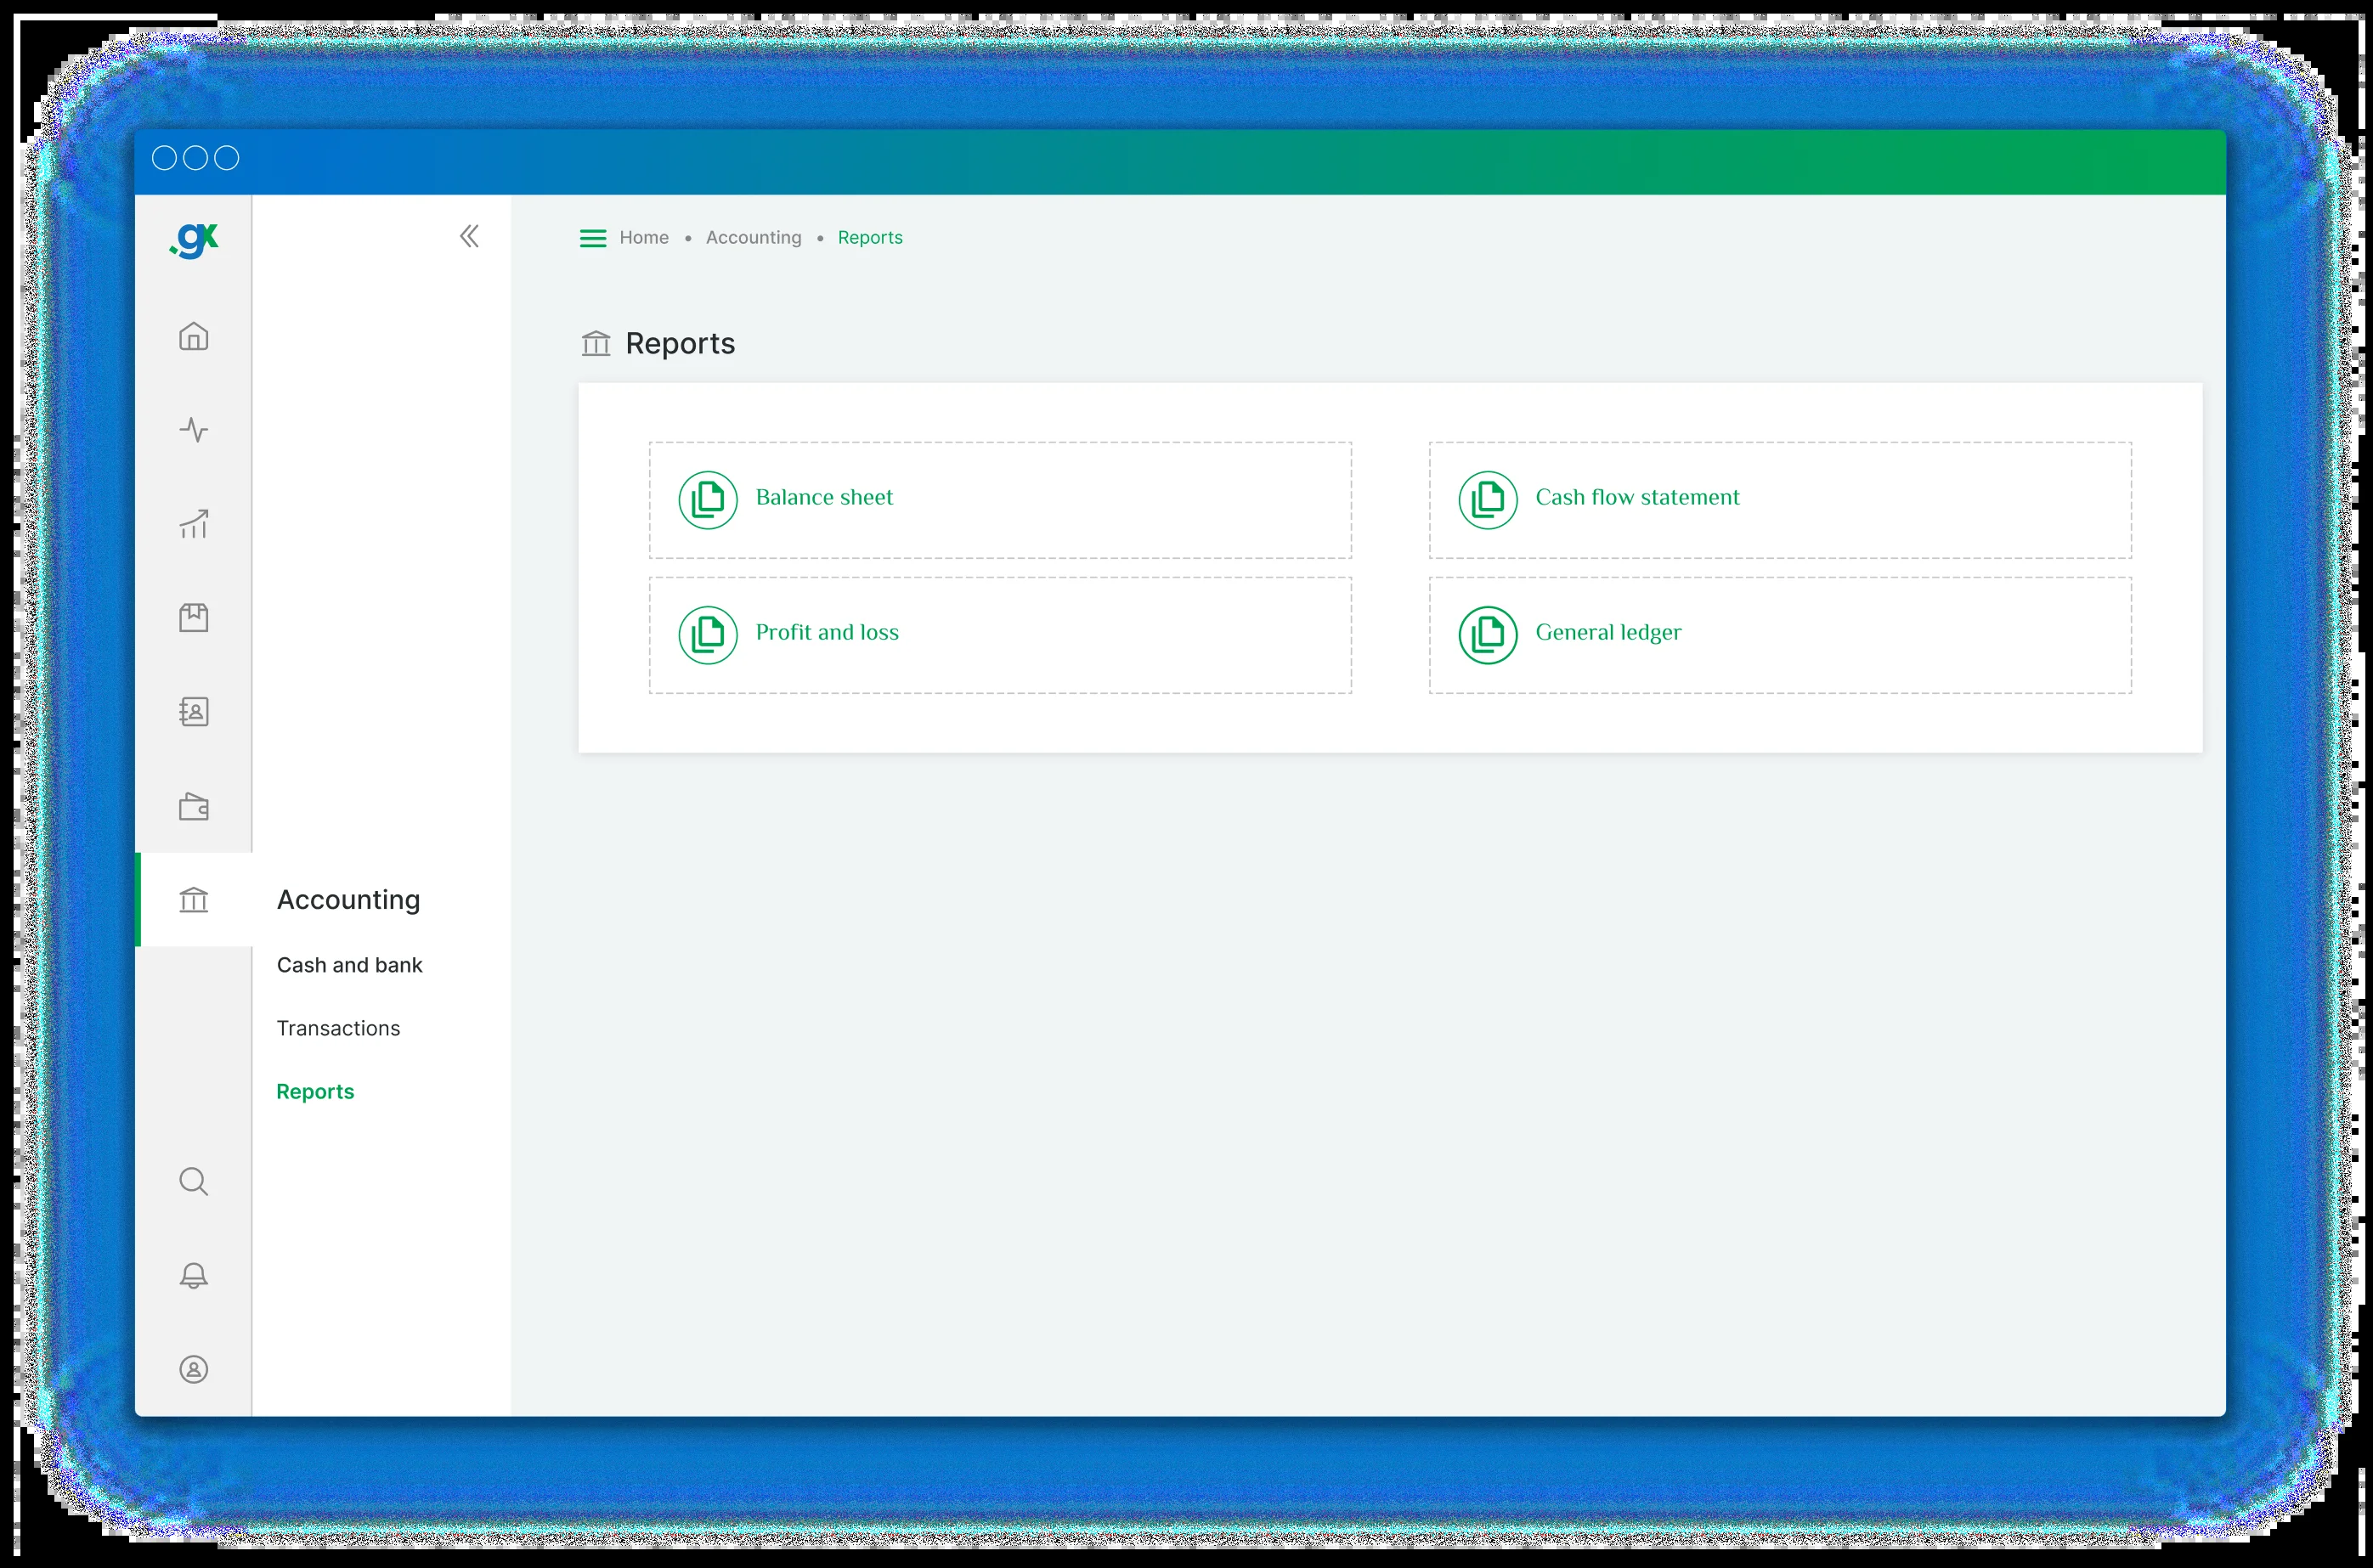 .gx
Home • Accounting • Reports
Reports
Balance sheet
Cash flow statement
Profit and loss
General ledger
Accounting
Cash and bank
Transactions
Reports